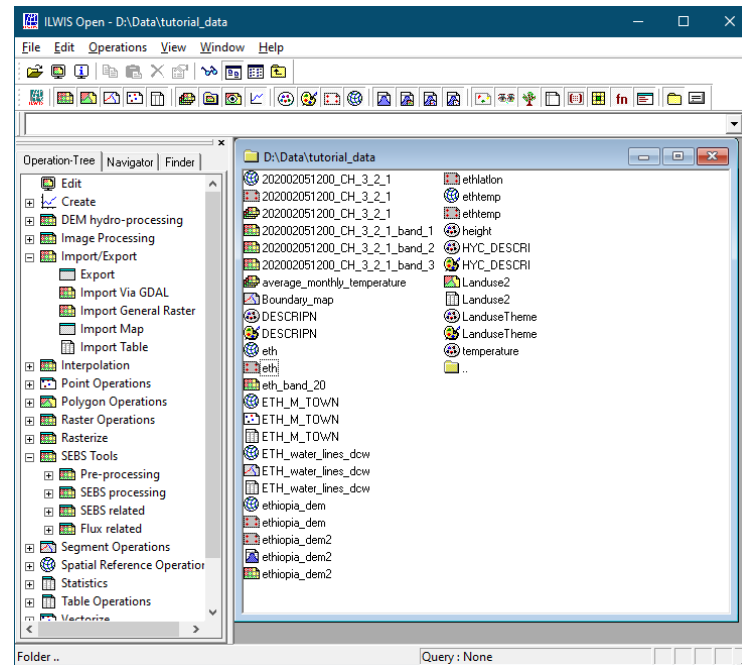 ILWIS Open - D:\Data\tutorial_data
File Edit Operations View Window Help
fn
Operation-Tree Navigator Finder
Edit
Create
DEM hydro-processing
Image Processing
Import/Export
Export
Import Via GDAL
Import General Raster
Import Map
Import Table
Interpolation
Point Operations
Polygon Operations
Raster Operations
Rasterize
SEBS Tools
Pre-processing
SEBS processing
SEBS related
Flux related
Segment Operations
Spatial Reference Operation
Statistics
Table Operations
Vectorize
D:\Data\tutorial_data
202002051200_CH_3_2_1
202002051200_CH_3_2_1
202002051200_CH_3_2_1
202002051200_CH_3_2_1_band_1
202002051200_CH_3_2_1_band_2
202002051200_CH_3_2_1_band_3
average_monthly_temperature
Boundary_map
DESCRIPN
DESCRIPN
eth
eth
eth_band_20
ETH_M_TOWN
ETH_M_TOWN
ETH_M_TOWN
ETH_water_lines_dcw
ETH_water_lines_dcw
ETH_water_lines_dcw
ethiopia_dem
ethiopia_dem
ethiopia_dem2
ethiopia_dem2
ethiopia_dem2
ethlatlon
ethtemp
ethtemp
height
HYC_DESCRI
HYC_DESCRI
Landuse2
Landuse2
LanduseTheme
LanduseTheme
temperature
..
Folder ..
Query : None